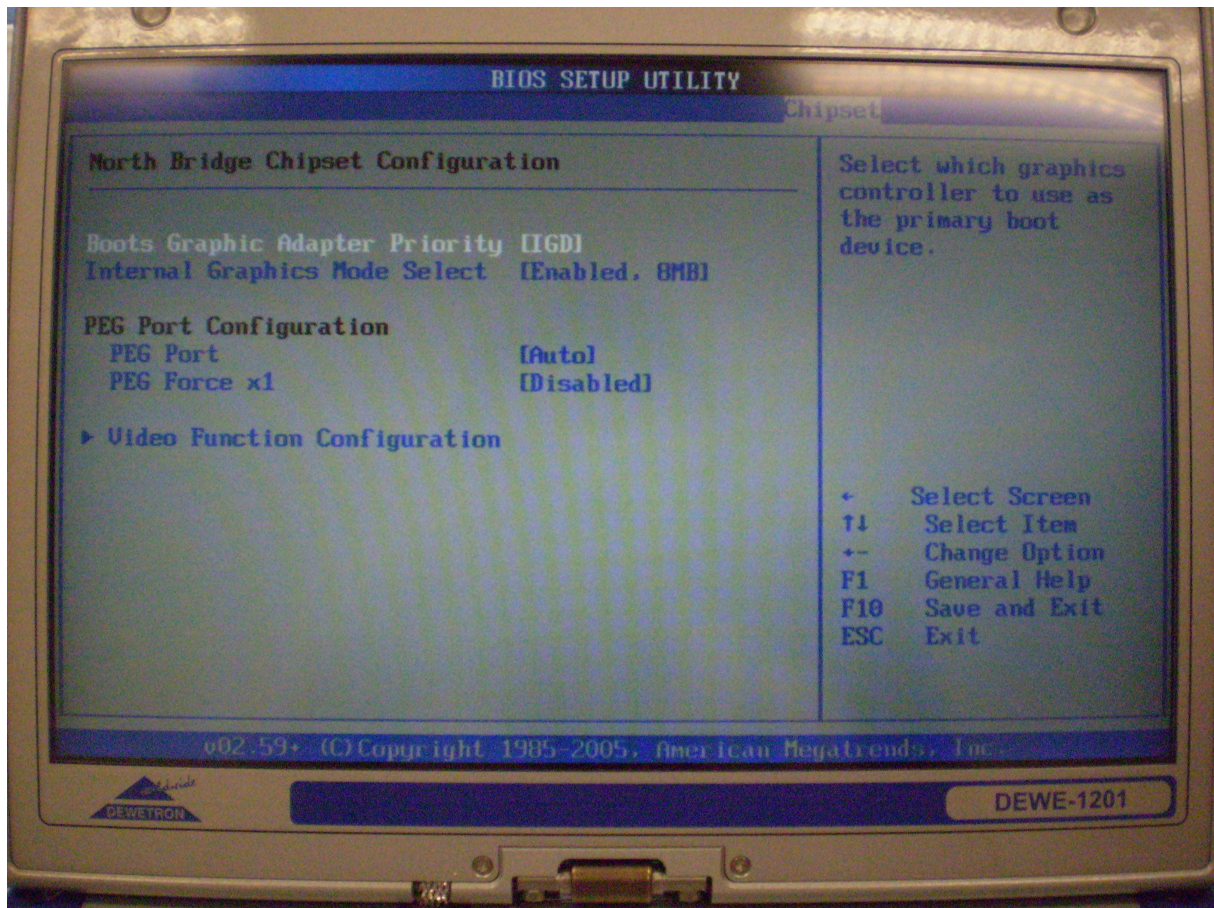 BIOS SETUP UTILITY
Chipset
North Bridge Chipset Configuration
Boots Graphic Adapter Priority [IGD]
Internal Graphics Mode Select [Enabled, 8MB]
PEG Port Configuration
PEG Port [Auto]
PEG Force x1 [Disabled]
▶ Video Function Configuration
Select which graphics
controller to use as
the primary boot
device.
← Select Screen
↑↓ Select Item
+- Change Option
F1 General Help
F10 Save and Exit
ESC Exit
v02.59+ (C)Copyright 1985-2005, American Megatrends, Inc.
worldwide
DEWETRON
DEWE-1201